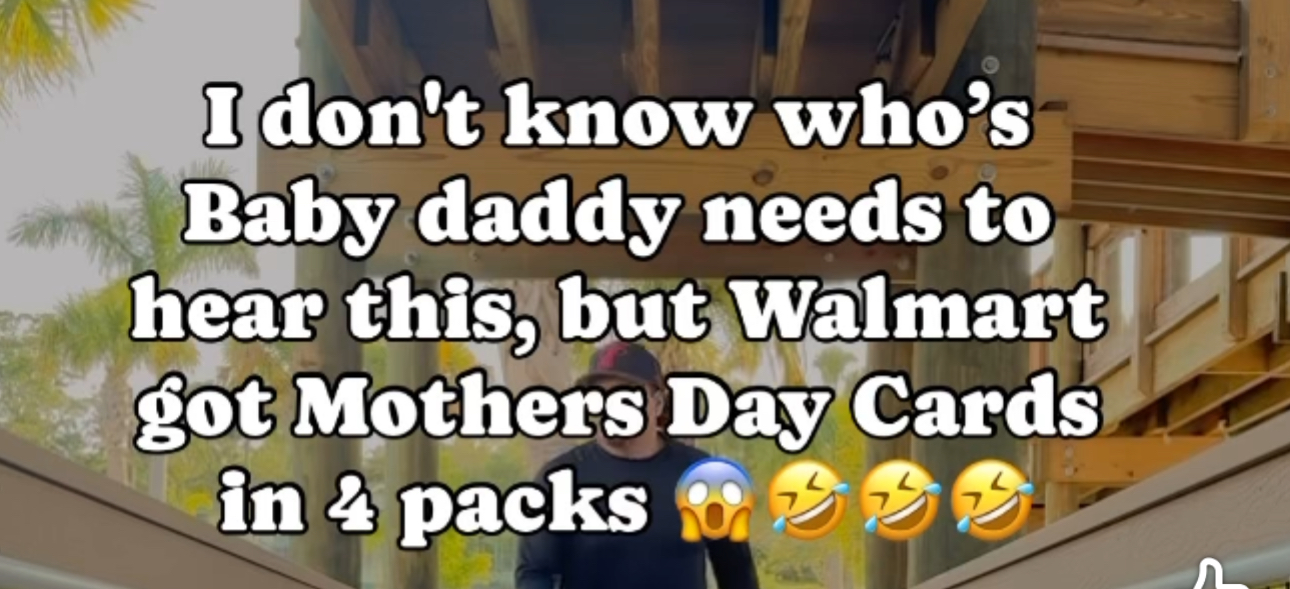 I don't know who’s
Baby daddy needs to
hear this, but Walmart
got Mothers Day Cards
in 4 packs 😱🤣🤣🤣